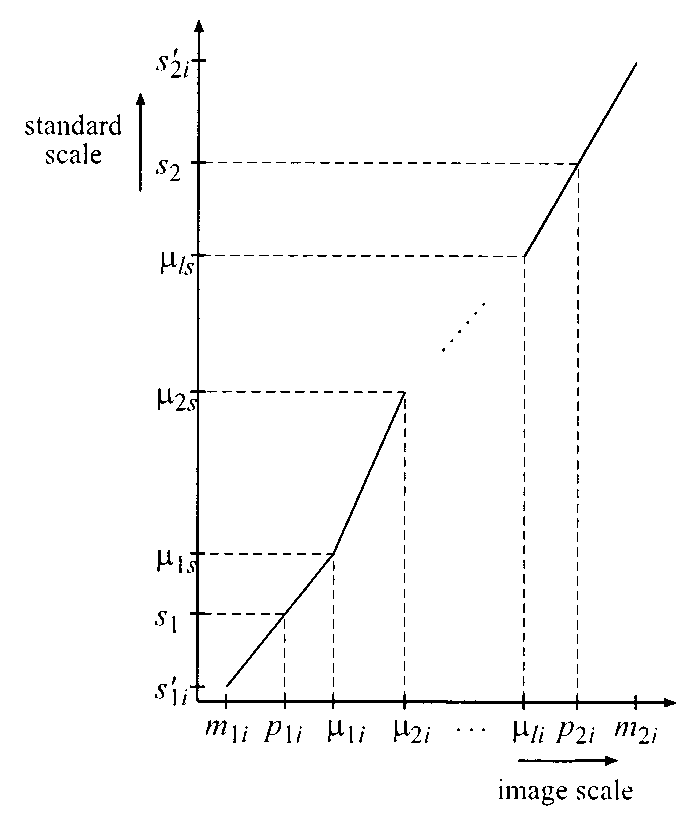 s′2i
standard
scale
s2
μls
μ2s
μ1s
s1
s′1i
m1i p1i μ1i μ2i ... μli p2i m2i
image scale